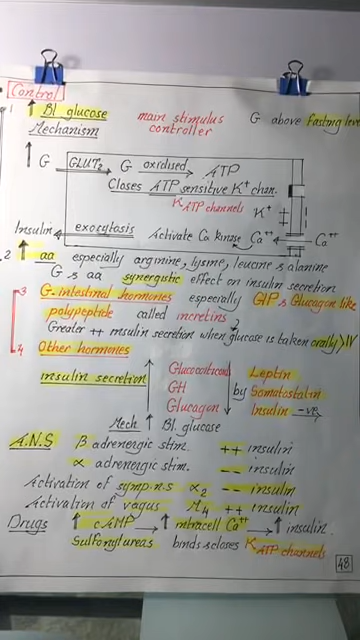 Control
1 ↑ Bl glucose main stimulus G above fasting level
Mechanism controller
↑ G GLUT2 G oxidised → ATP
Closes ATP sensitive K+ chan.
KATP channels K+ ++
Insulin ← exocytosis Activate Ca kinase Ca++ ← Ca++
2 ↑ aa especially arginine, lysine, leucine & alanine
G & aa synergistic effect on insulin secretion
3 G. intestinal hormones especially GIP & Glucagon like
polypeptide called incretins
Greater ++ insulin secretion when glucose is taken orally > IV
4 Other hormones
insulin secretion ↑ Glucocorticoid ↓ by Leptin
GH Somatostatin
Glucagon Insulin -ve
Mech ↑ Bl. glucose
A.N.S β adrenergic stim. ++ insulin
α adrenergic stim. -- insulin
Activation of symp.n.s α2 -- insulin
Activation of vagus M4 ++ insulin
Drugs ↑ cAMP → ↑ intracell Ca++ → ↑ insulin.
Sulfonylureas binds & closes KATP channels
48